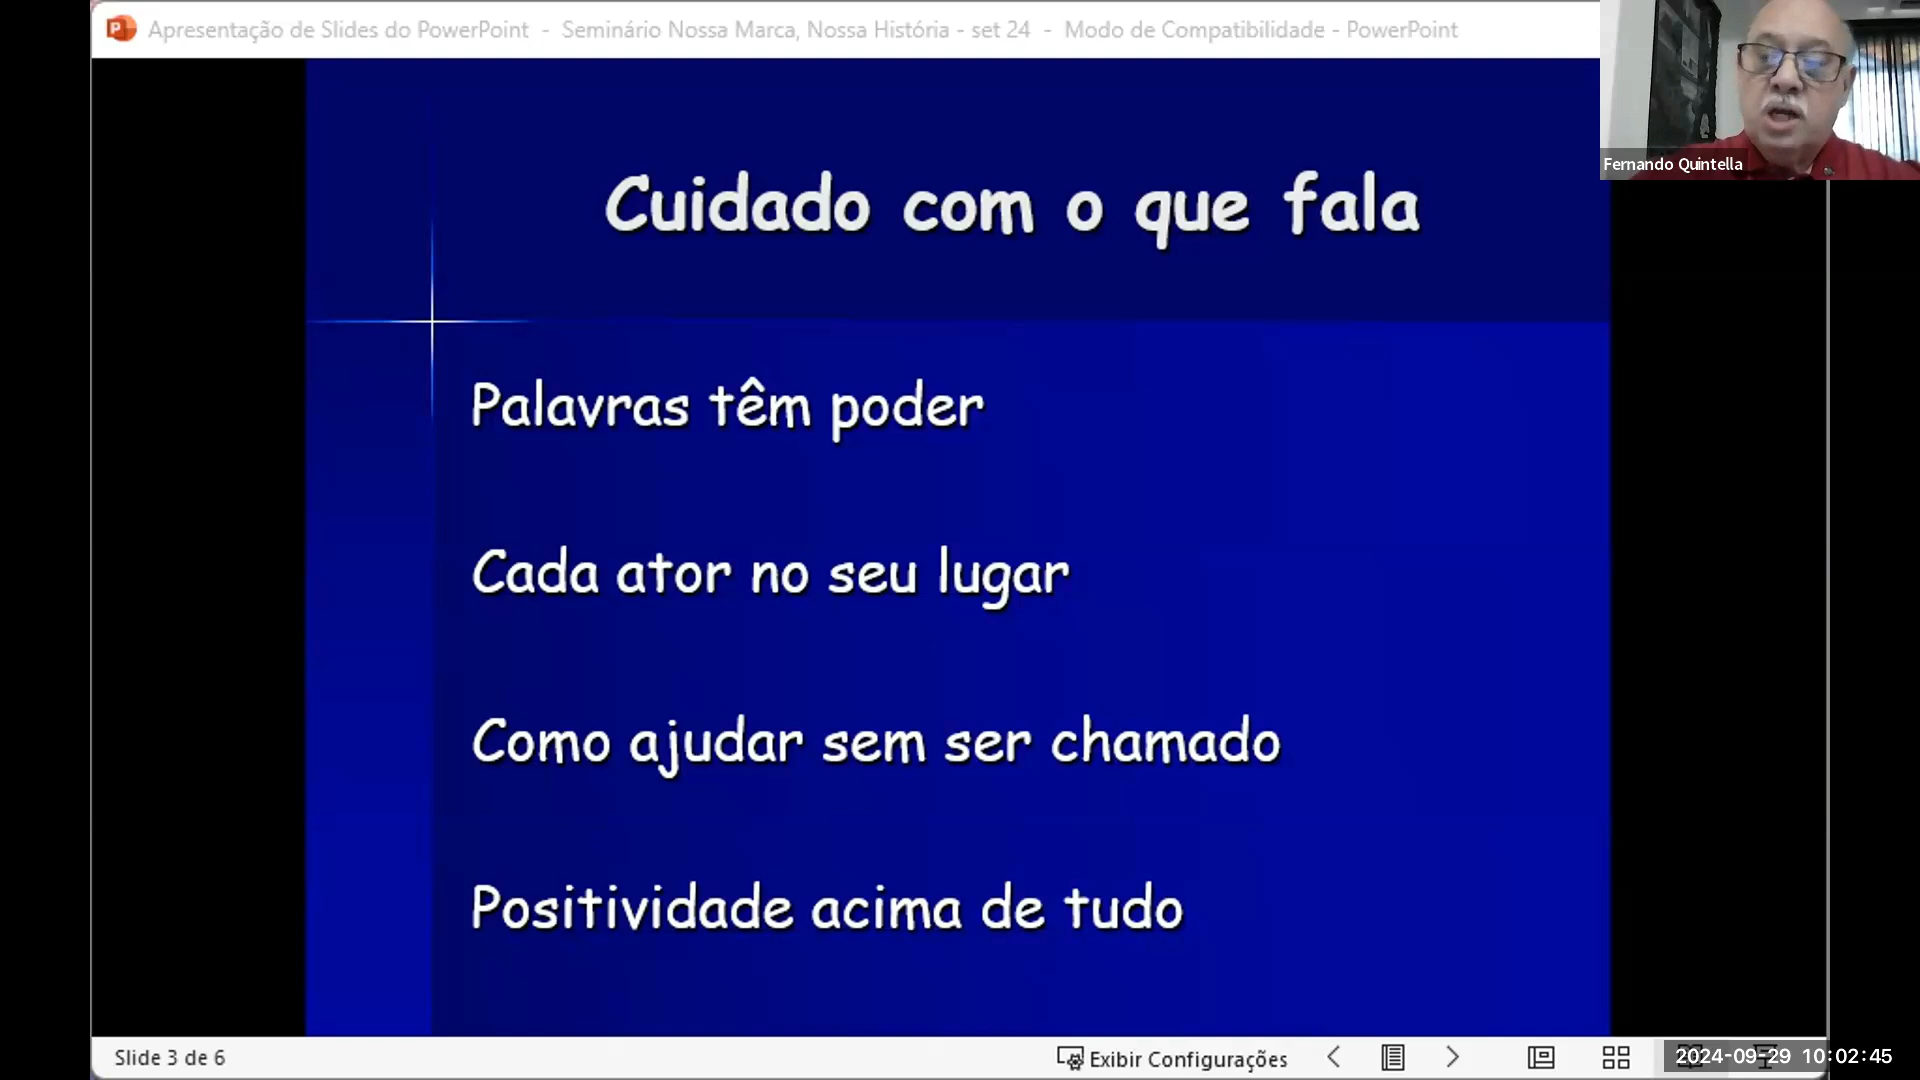 Apresentação de Slides do PowerPoint - Seminário Nossa Marca, Nossa História - set 24 - Modo de Compatibilidade - PowerPoint
Fernando Quintella
Cuidado com o que fala
Palavras têm poder
Cada ator no seu lugar
Como ajudar sem ser chamado
Positividade acima de tudo
Slide 3 de 6
Exibir Configurações
2024-09-29 10:02:45